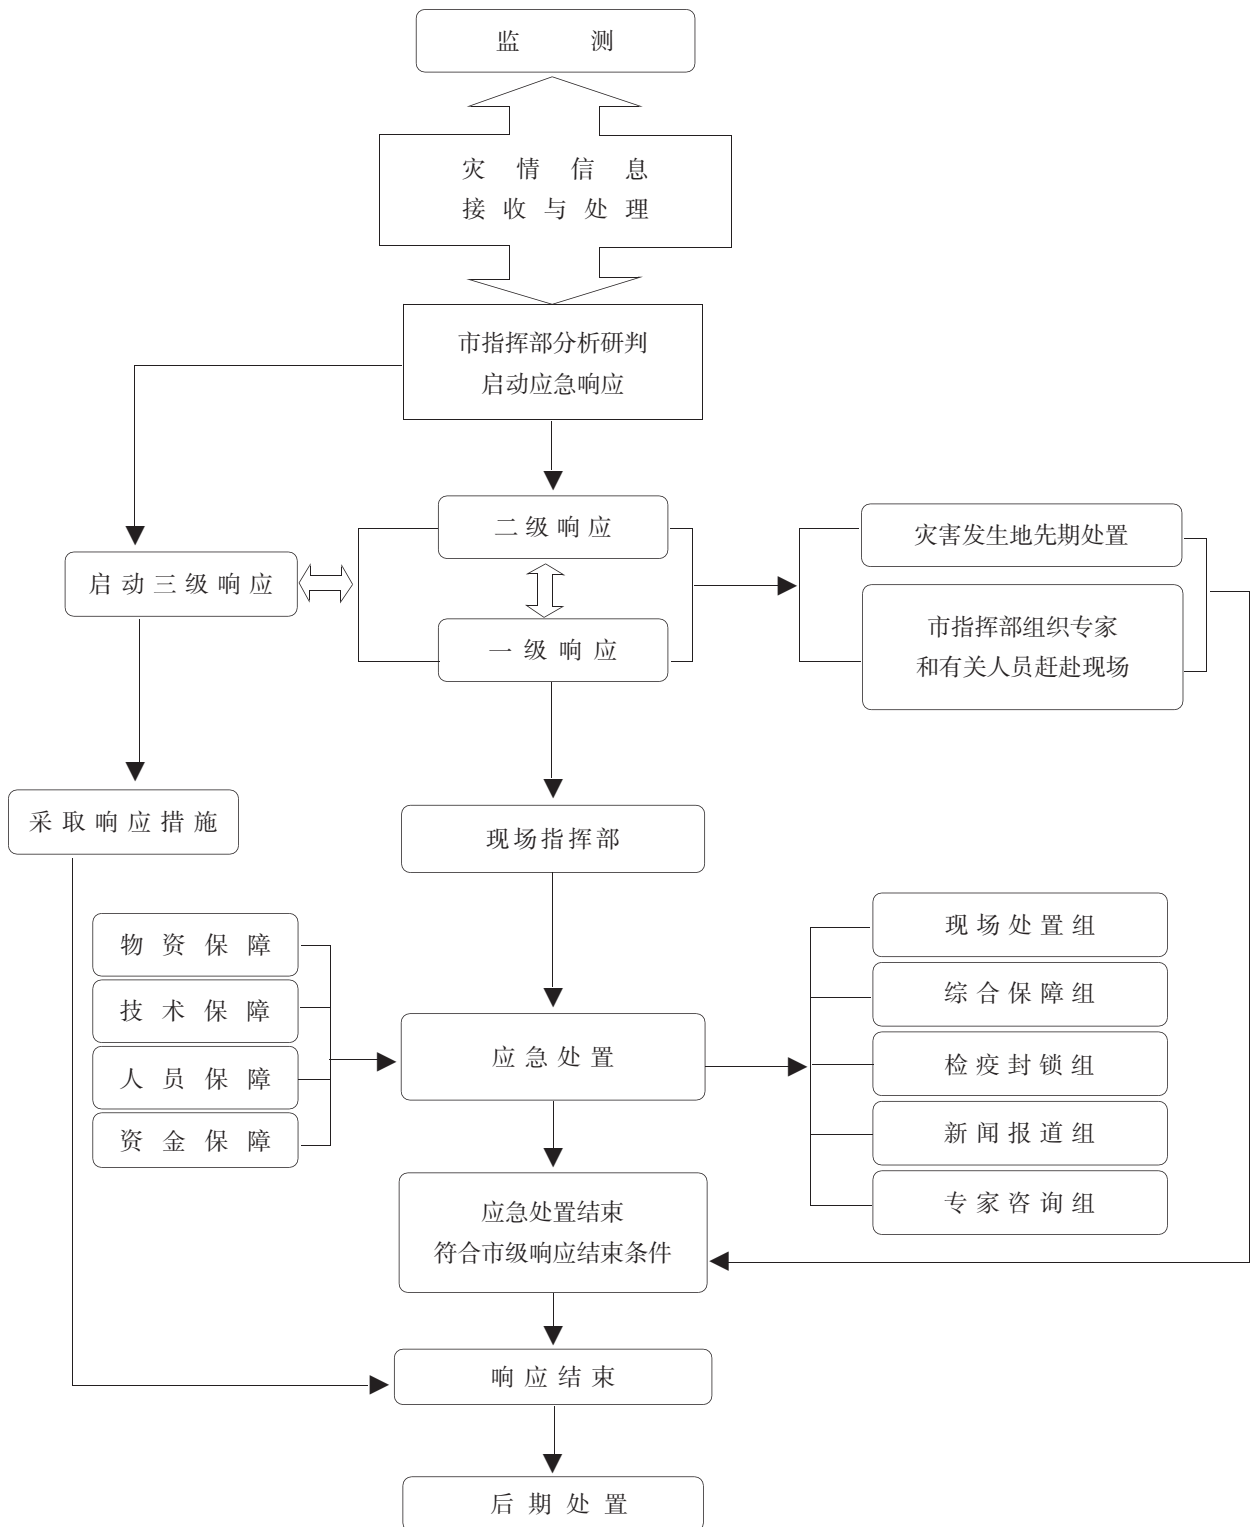 监测
灾情信息
接收与处理
市指挥部分析研判
启动应急响应
二级响应
灾害发生地先期处置
启动三级响应
市指挥部组织专家
和有关人员赶赴现场
一级响应
采取响应措施
现场指挥部
物资保障
技术保障
人员保障
资金保障
应急处置
现场处置组
综合保障组
检疫封锁组
新闻报道组
专家咨询组
应急处置结束
符合市级响应结束条件
响应结束
后期处置